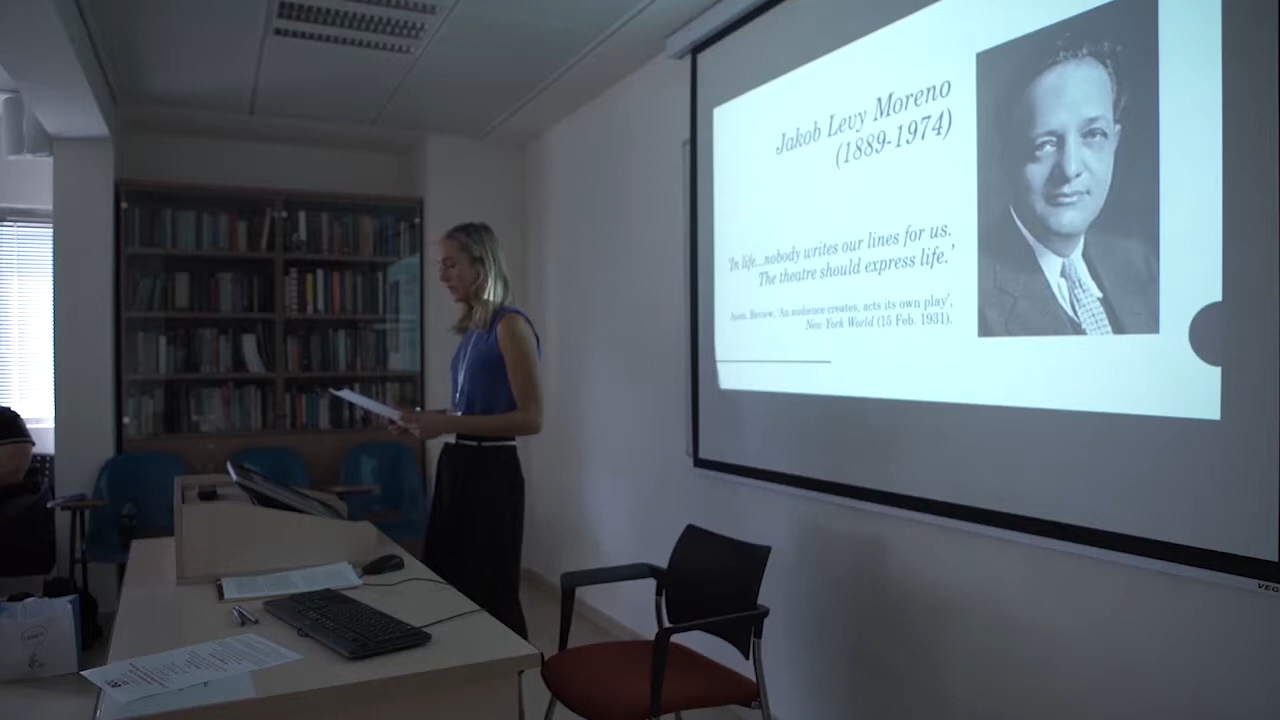 Jakob Levy Moreno
(1889-1974)
'In life...nobody writes our lines for us.
The theatre should express life.'
Anon. Review, 'An audience creates, acts its own play',
New York World (15 Feb. 1931).